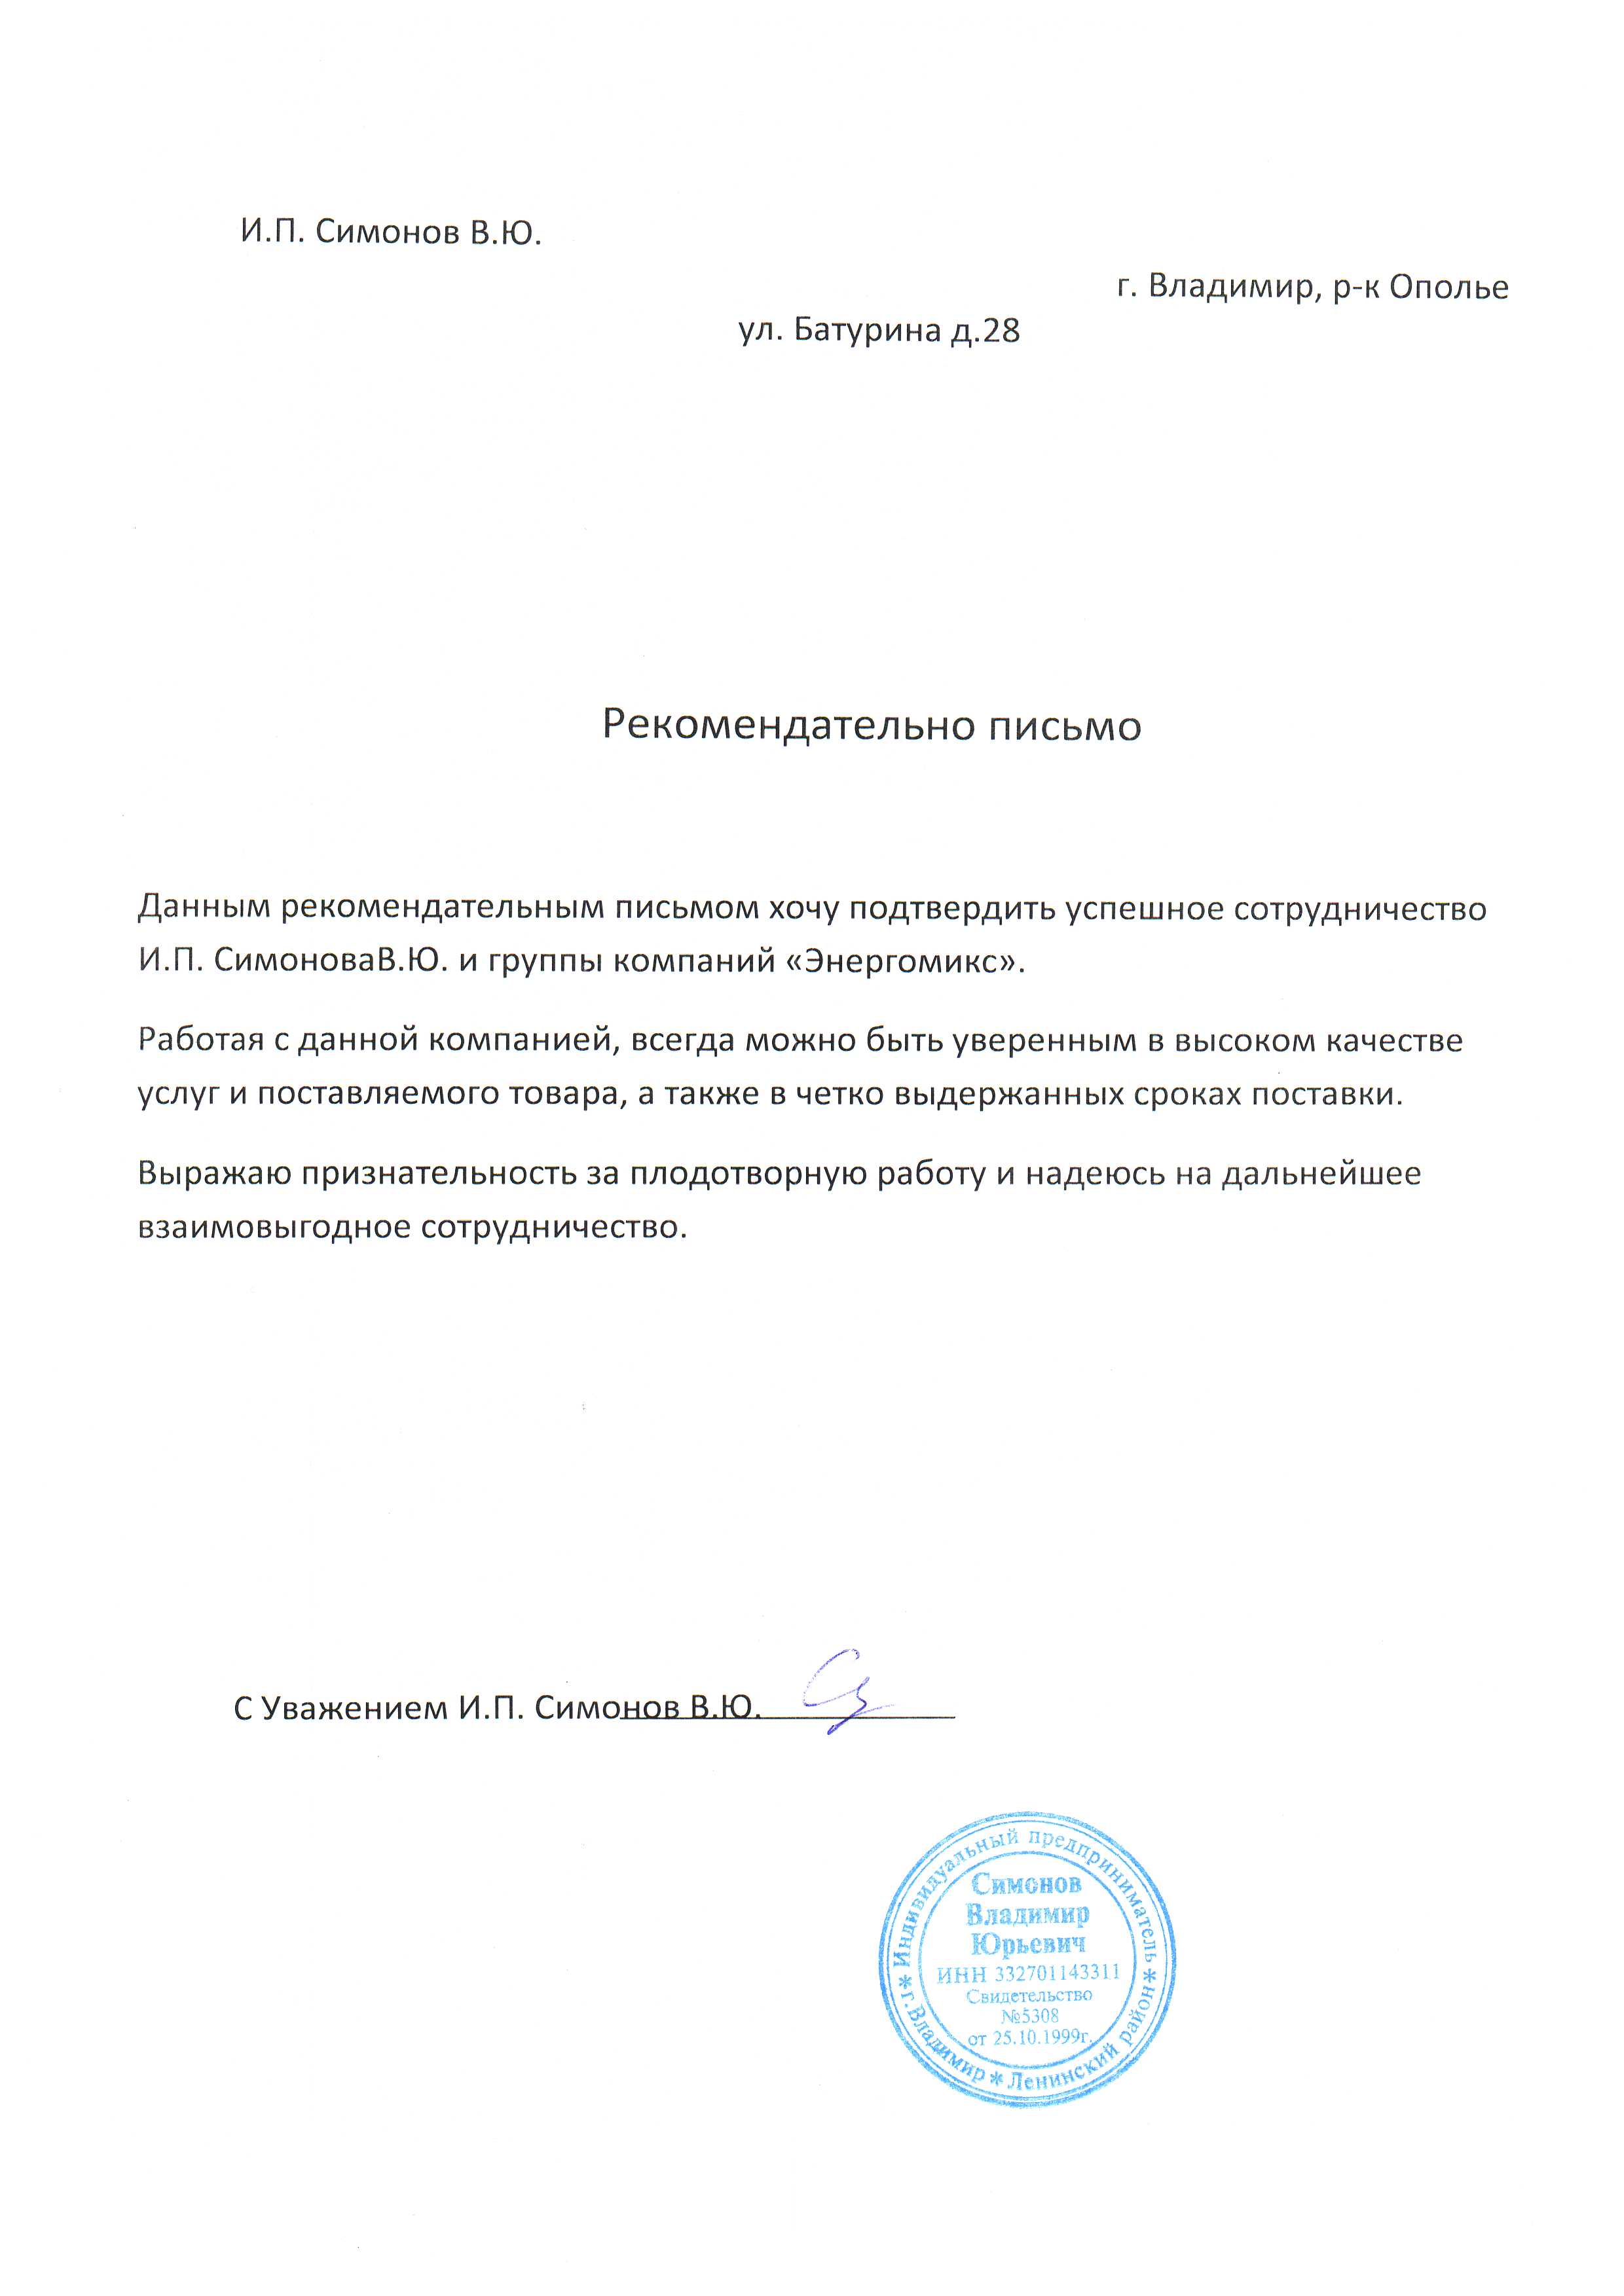 И.П. Симонов В.Ю.
г. Владимир, р-к Ополье
ул. Батурина д.28
Рекомендательно письмо
Данным рекомендательным письмом хочу подтвердить успешное сотрудничество
И.П. СимоноваВ.Ю. и группы компаний «Энергомикс».
Работая с данной компанией, всегда можно быть уверенным в высоком качестве
услуг и поставляемого товара, а также в четко выдержанных сроках поставки.
Выражаю признательность за плодотворную работу и надеюсь на дальнейшее
взаимовыгодное сотрудничество.
С Уважением И.П. Симонов В.Ю.
Индивидуальный предприниматель
* г.Владимир * Ленинский район *
Симонов
Владимир
Юрьевич
ИНН 332701143311
Свидетельство
№5308
от 25.10.1999г.